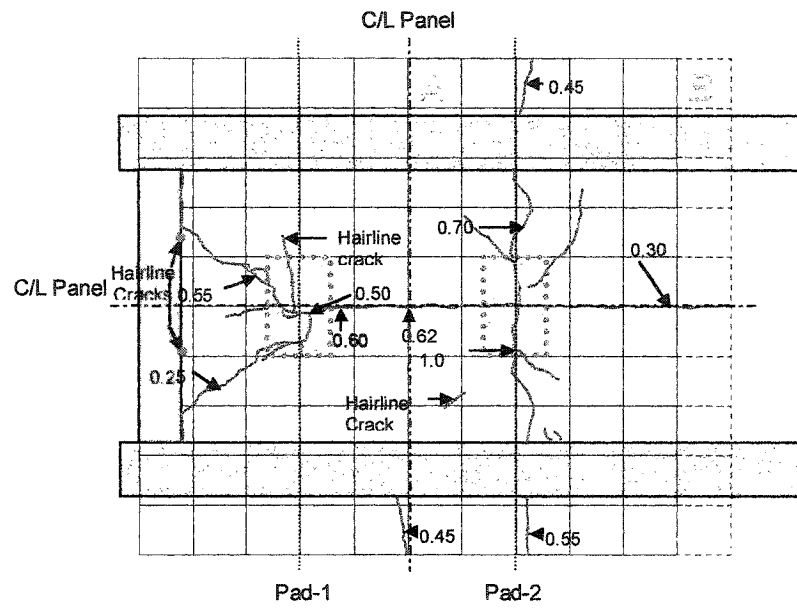 C/L Panel
0.45
0.70
Hairline
crack
0.30
Hairline
Cracks
0.55
C/L Panel
0.50
0.60
0.62
1.0
0.25
Hairline
Crack
0.45
0.55
Pad-1
Pad-2